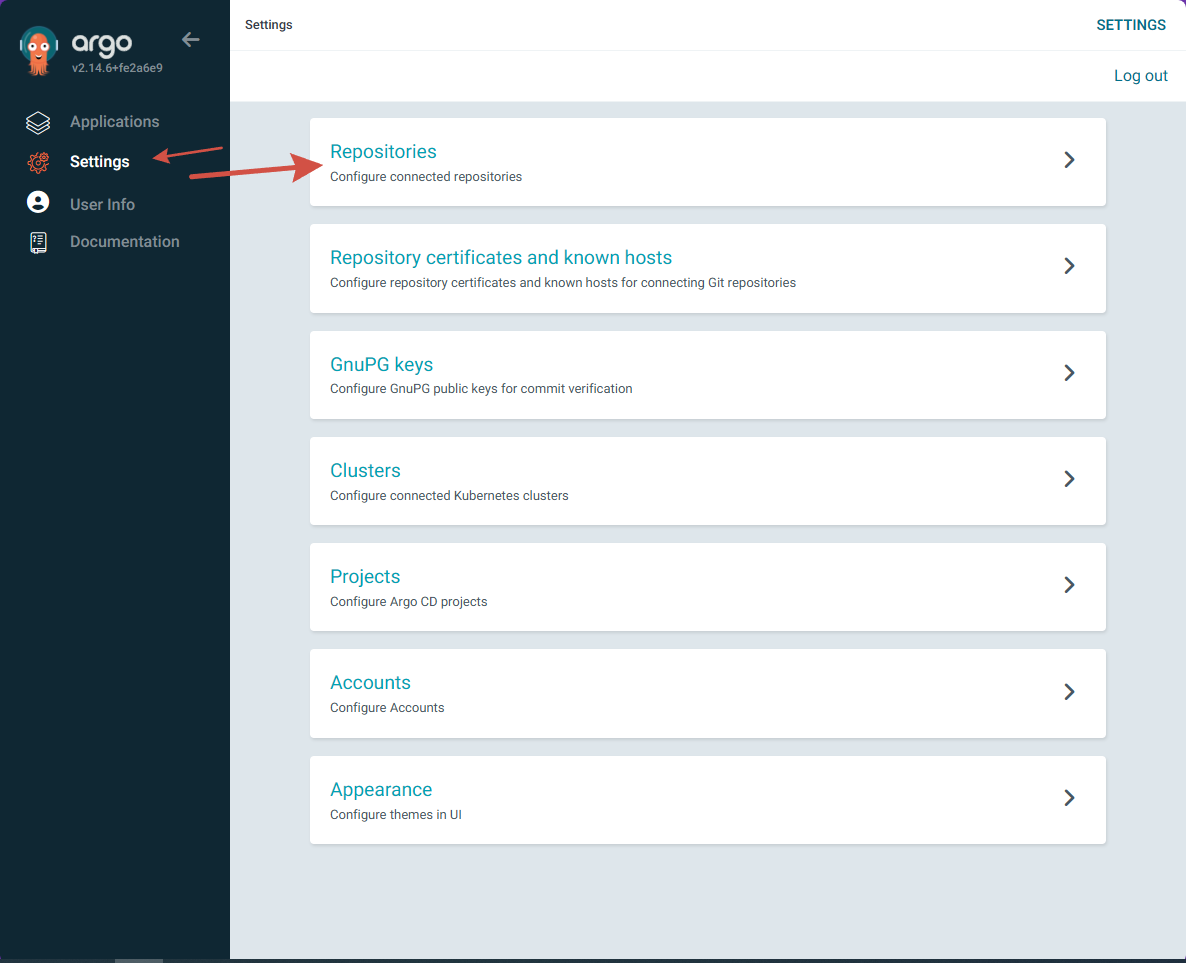 argo
v2.14.6+fe2a6e9
Applications
Settings
User Info
Documentation
Settings
SETTINGS
Log out
Repositories
Configure connected repositories
Repository certificates and known hosts
Configure repository certificates and known hosts for connecting Git repositories
GnuPG keys
Configure GnuPG public keys for commit verification
Clusters
Configure connected Kubernetes clusters
Projects
Configure Argo CD projects
Accounts
Configure Accounts
Appearance
Configure themes in UI